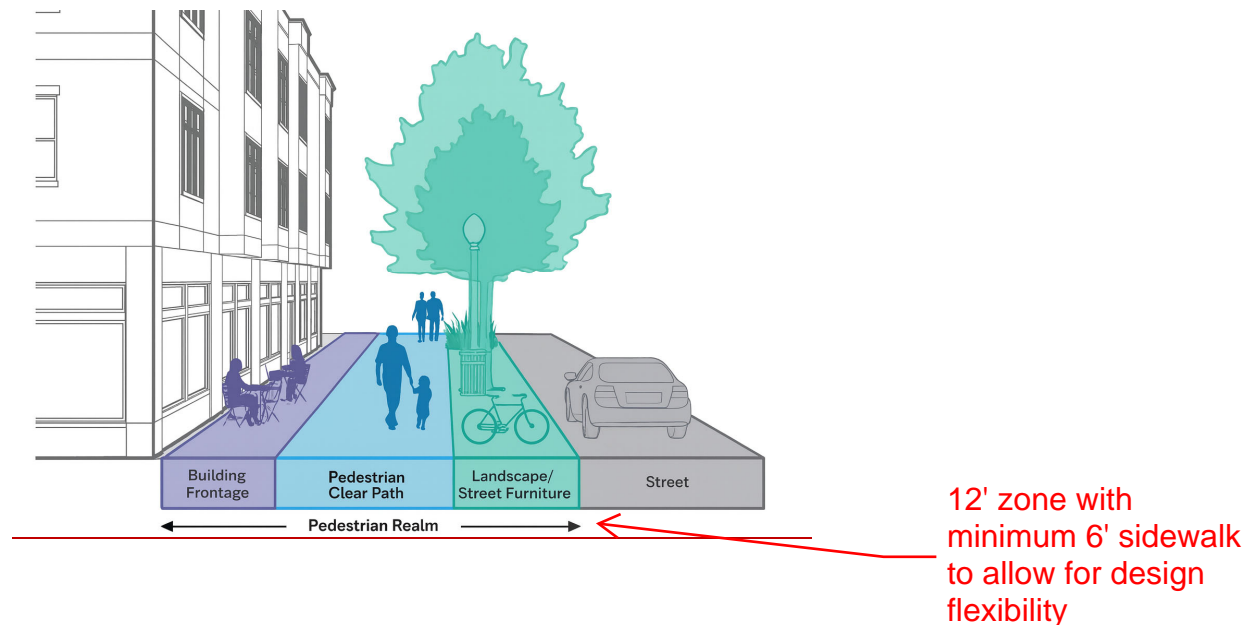 Building
Frontage
Pedestrian
Clear Path
Landscape/
Street Furniture
Street
Pedestrian Realm
12' zone with
minimum 6' sidewalk
to allow for design
flexibility